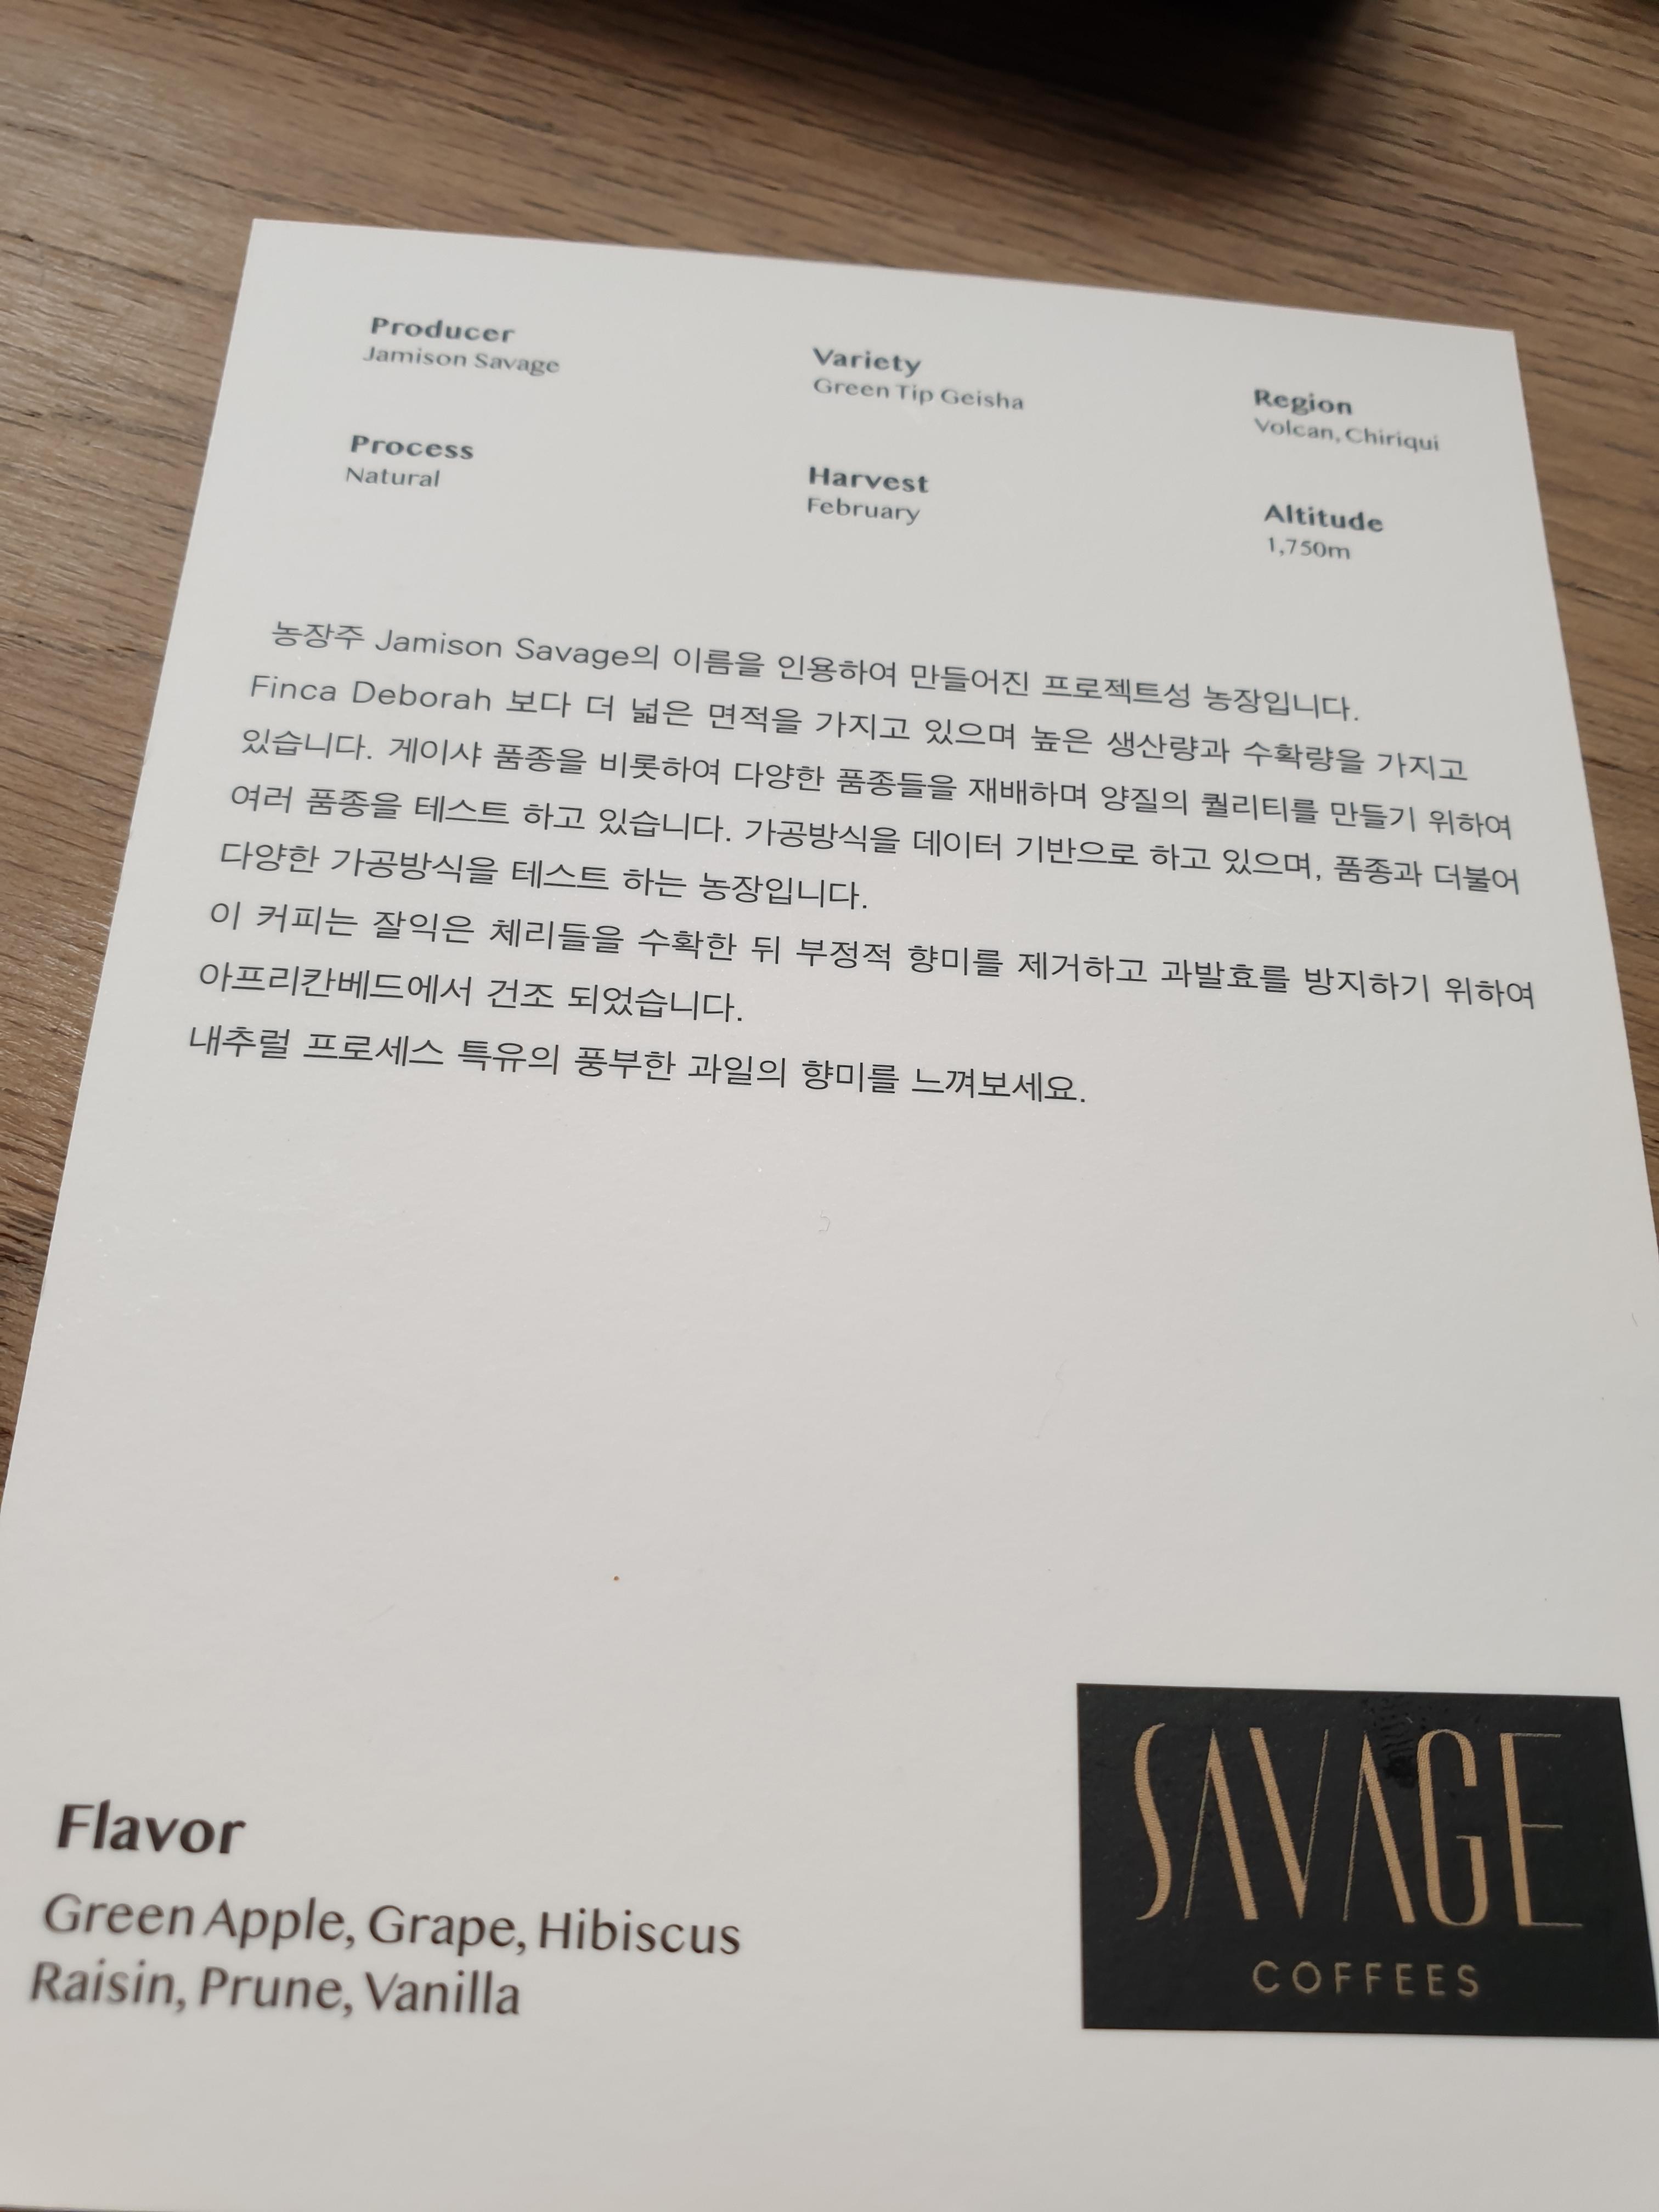 Producer
Jamison Savage
Variety
Green Tip Geisha
Region
Volcan, Chiriqui
Process
Natural
Harvest
February
Altitude
1,750m
농장주 Jamison Savage의 이름을 인용하여 만들어진 프로젝트성 농장입니다.
Finca Deborah 보다 더 넓은 면적을 가지고 있으며 높은 생산량과 수확량을 가지고
있습니다. 게이샤 품종을 비롯하여 다양한 품종들을 재배하며 양질의 퀄리티를 만들기 위하여
여러 품종을 테스트 하고 있습니다. 가공방식을 데이터 기반으로 하고 있으며, 품종과 더불어
다양한 가공방식을 테스트 하는 농장입니다.
이 커피는 잘익은 체리들을 수확한 뒤 부정적 향미를 제거하고 과발효를 방지하기 위하여
아프리칸베드에서 건조 되었습니다.
내추럴 프로세스 특유의 풍부한 과일의 향미를 느껴보세요.
Flavor
Green Apple, Grape, Hibiscus
Raisin, Prune, Vanilla
SAVAGE
COFFEES